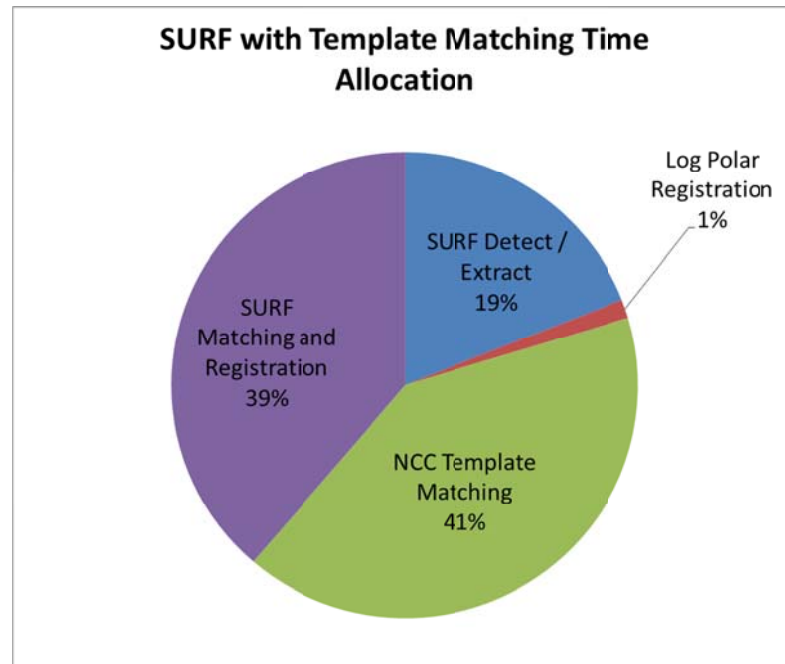 SURF with Template Matching Time
Allocation
Log Polar
Registration
1%
SURF Detect /
Extract
19%
SURF
Matching and
Registration
39%
NCC Template
Matching
41%